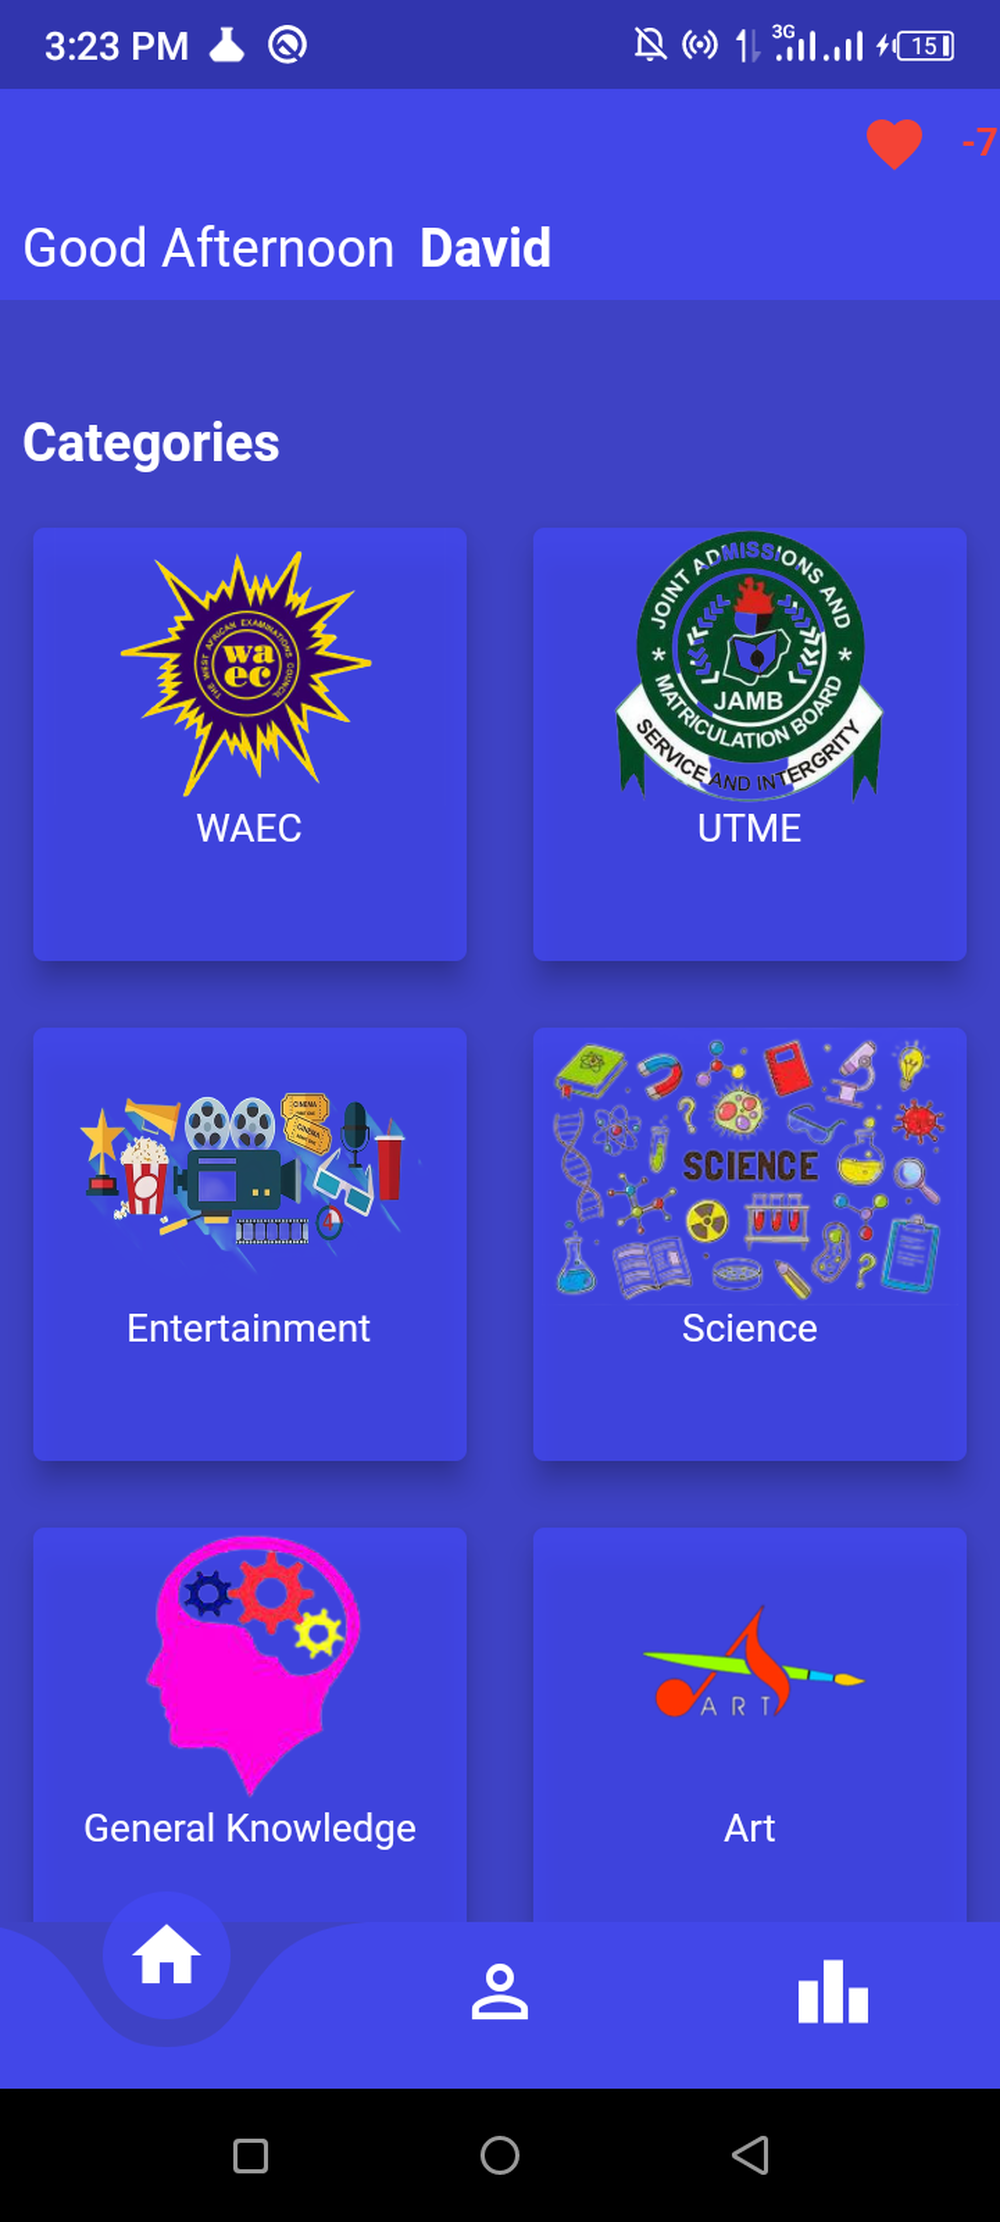 3:23 PM 3G 15
-7
Good Afternoon David
Categories
THE WEST AFRICAN EXAMINATIONS COUNCIL
wa
ec
WAEC
JOINT ADMISSIONS AND
MATRICULATION BOARD
JAMB
SERVICE AND INTERGRITY
UTME
CINEMA
CINEMA
4
Entertainment
SCIENCE
Science
General Knowledge
ART
Art